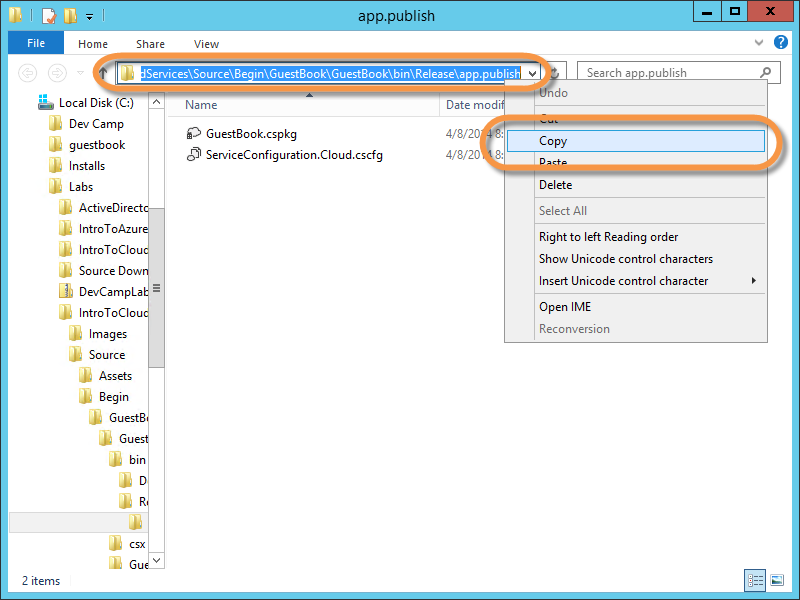 app.publish
File Home Share View
dServices\Source\Begin\GuestBook\GuestBook\bin\Release\app.publish
Search app.publish
Local Disk (C:)
Dev Camp
guestbook
Installs
Labs
ActiveDirecto
IntroToAzure
IntroToCloud
Source Down
DevCampLab
IntroToCloud
Images
Source
Assets
Begin
GuestBo
Guest
bin
D
Re
csx
Gue
Name Date modif
GuestBook.cspkg 4/8/2014 8:
ServiceConfiguration.Cloud.cscfg 4/8/2014 8:
Undo
Cut
Copy
Paste
Delete
Select All
Right to left Reading order
Show Unicode control characters
Insert Unicode control character
Open IME
Reconversion
2 items